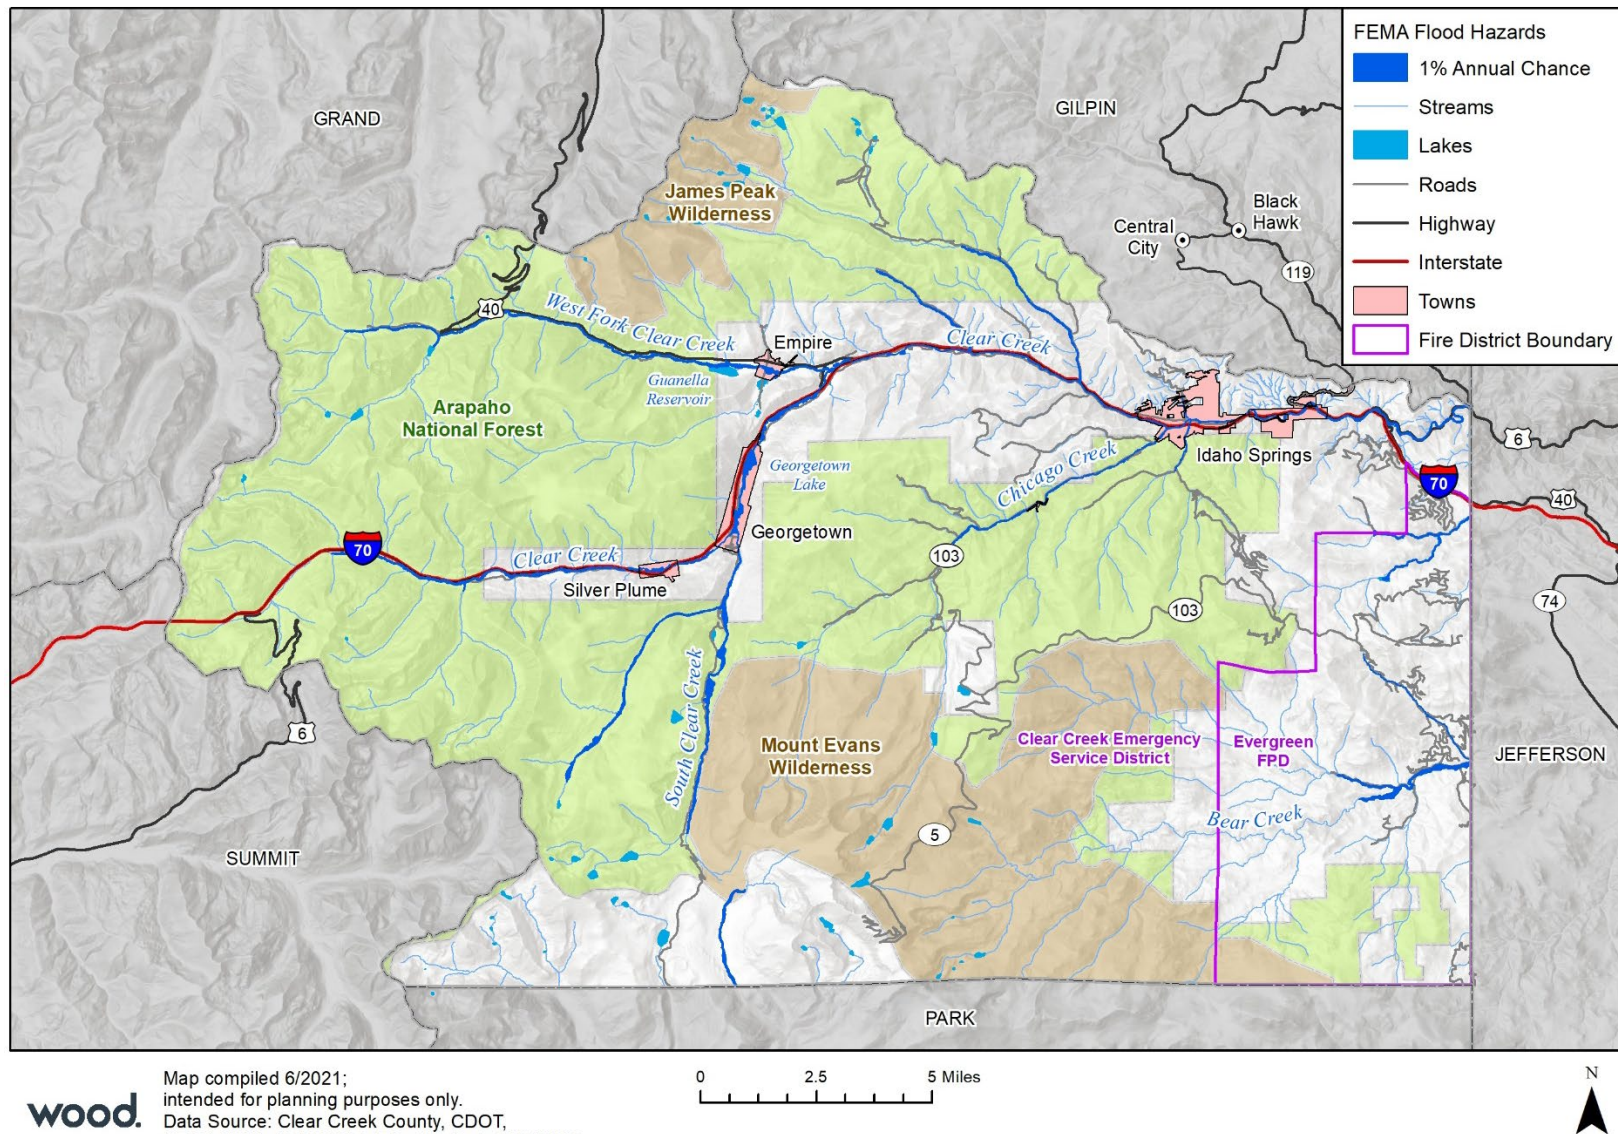 FEMA Flood Hazards
1% Annual Chance
Streams
Lakes
Roads
Highway
Interstate
Towns
Fire District Boundary
GRAND
GILPIN
James Peak
Wilderness
Black
Hawk
Central
City
119
40
West Fork Clear Creek
Empire
Clear Creek
Guanella
Reservoir
Arapaho
National Forest
Georgetown
Lake
Chicago Creek
Idaho Springs
6
70
40
Georgetown
70
Clear Creek
Silver Plume
103
103
74
South Clear Creek
6
Mount Evans
Wilderness
Clear Creek Emergency
Service District
Evergreen
FPD
JEFFERSON
Bear Creek
5
SUMMIT
PARK
wood.
Map compiled 6/2021;
intended for planning purposes only.
Data Source: Clear Creek County, CDOT,
0 2.5 5 Miles
N